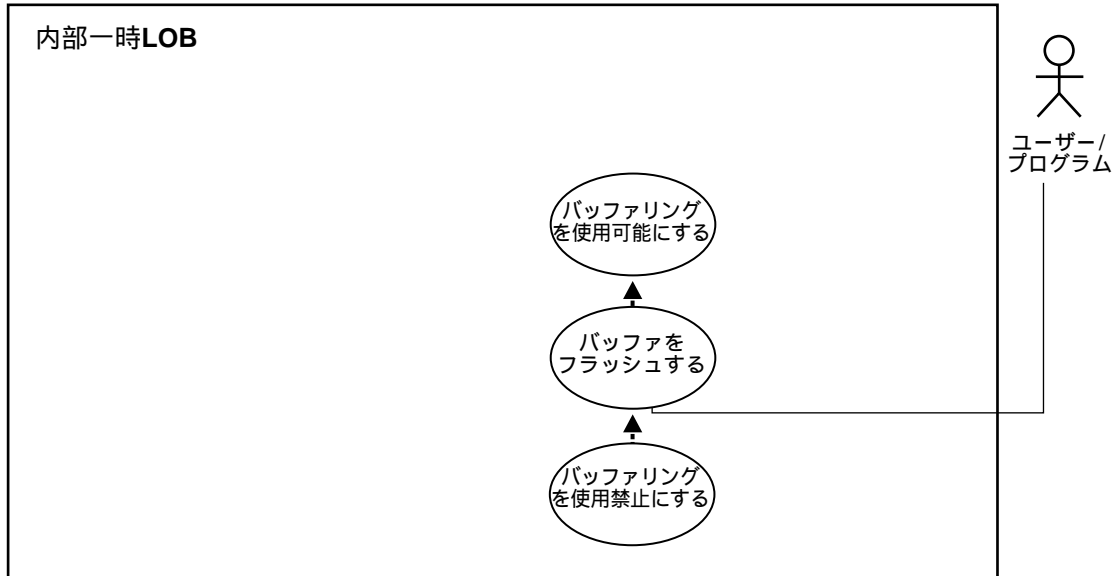 内部一時LOB
ユーザー/
プログラム
バッファリング
を使用可能にする
バッファを
フラッシュする
バッファリング
を使用禁止にする